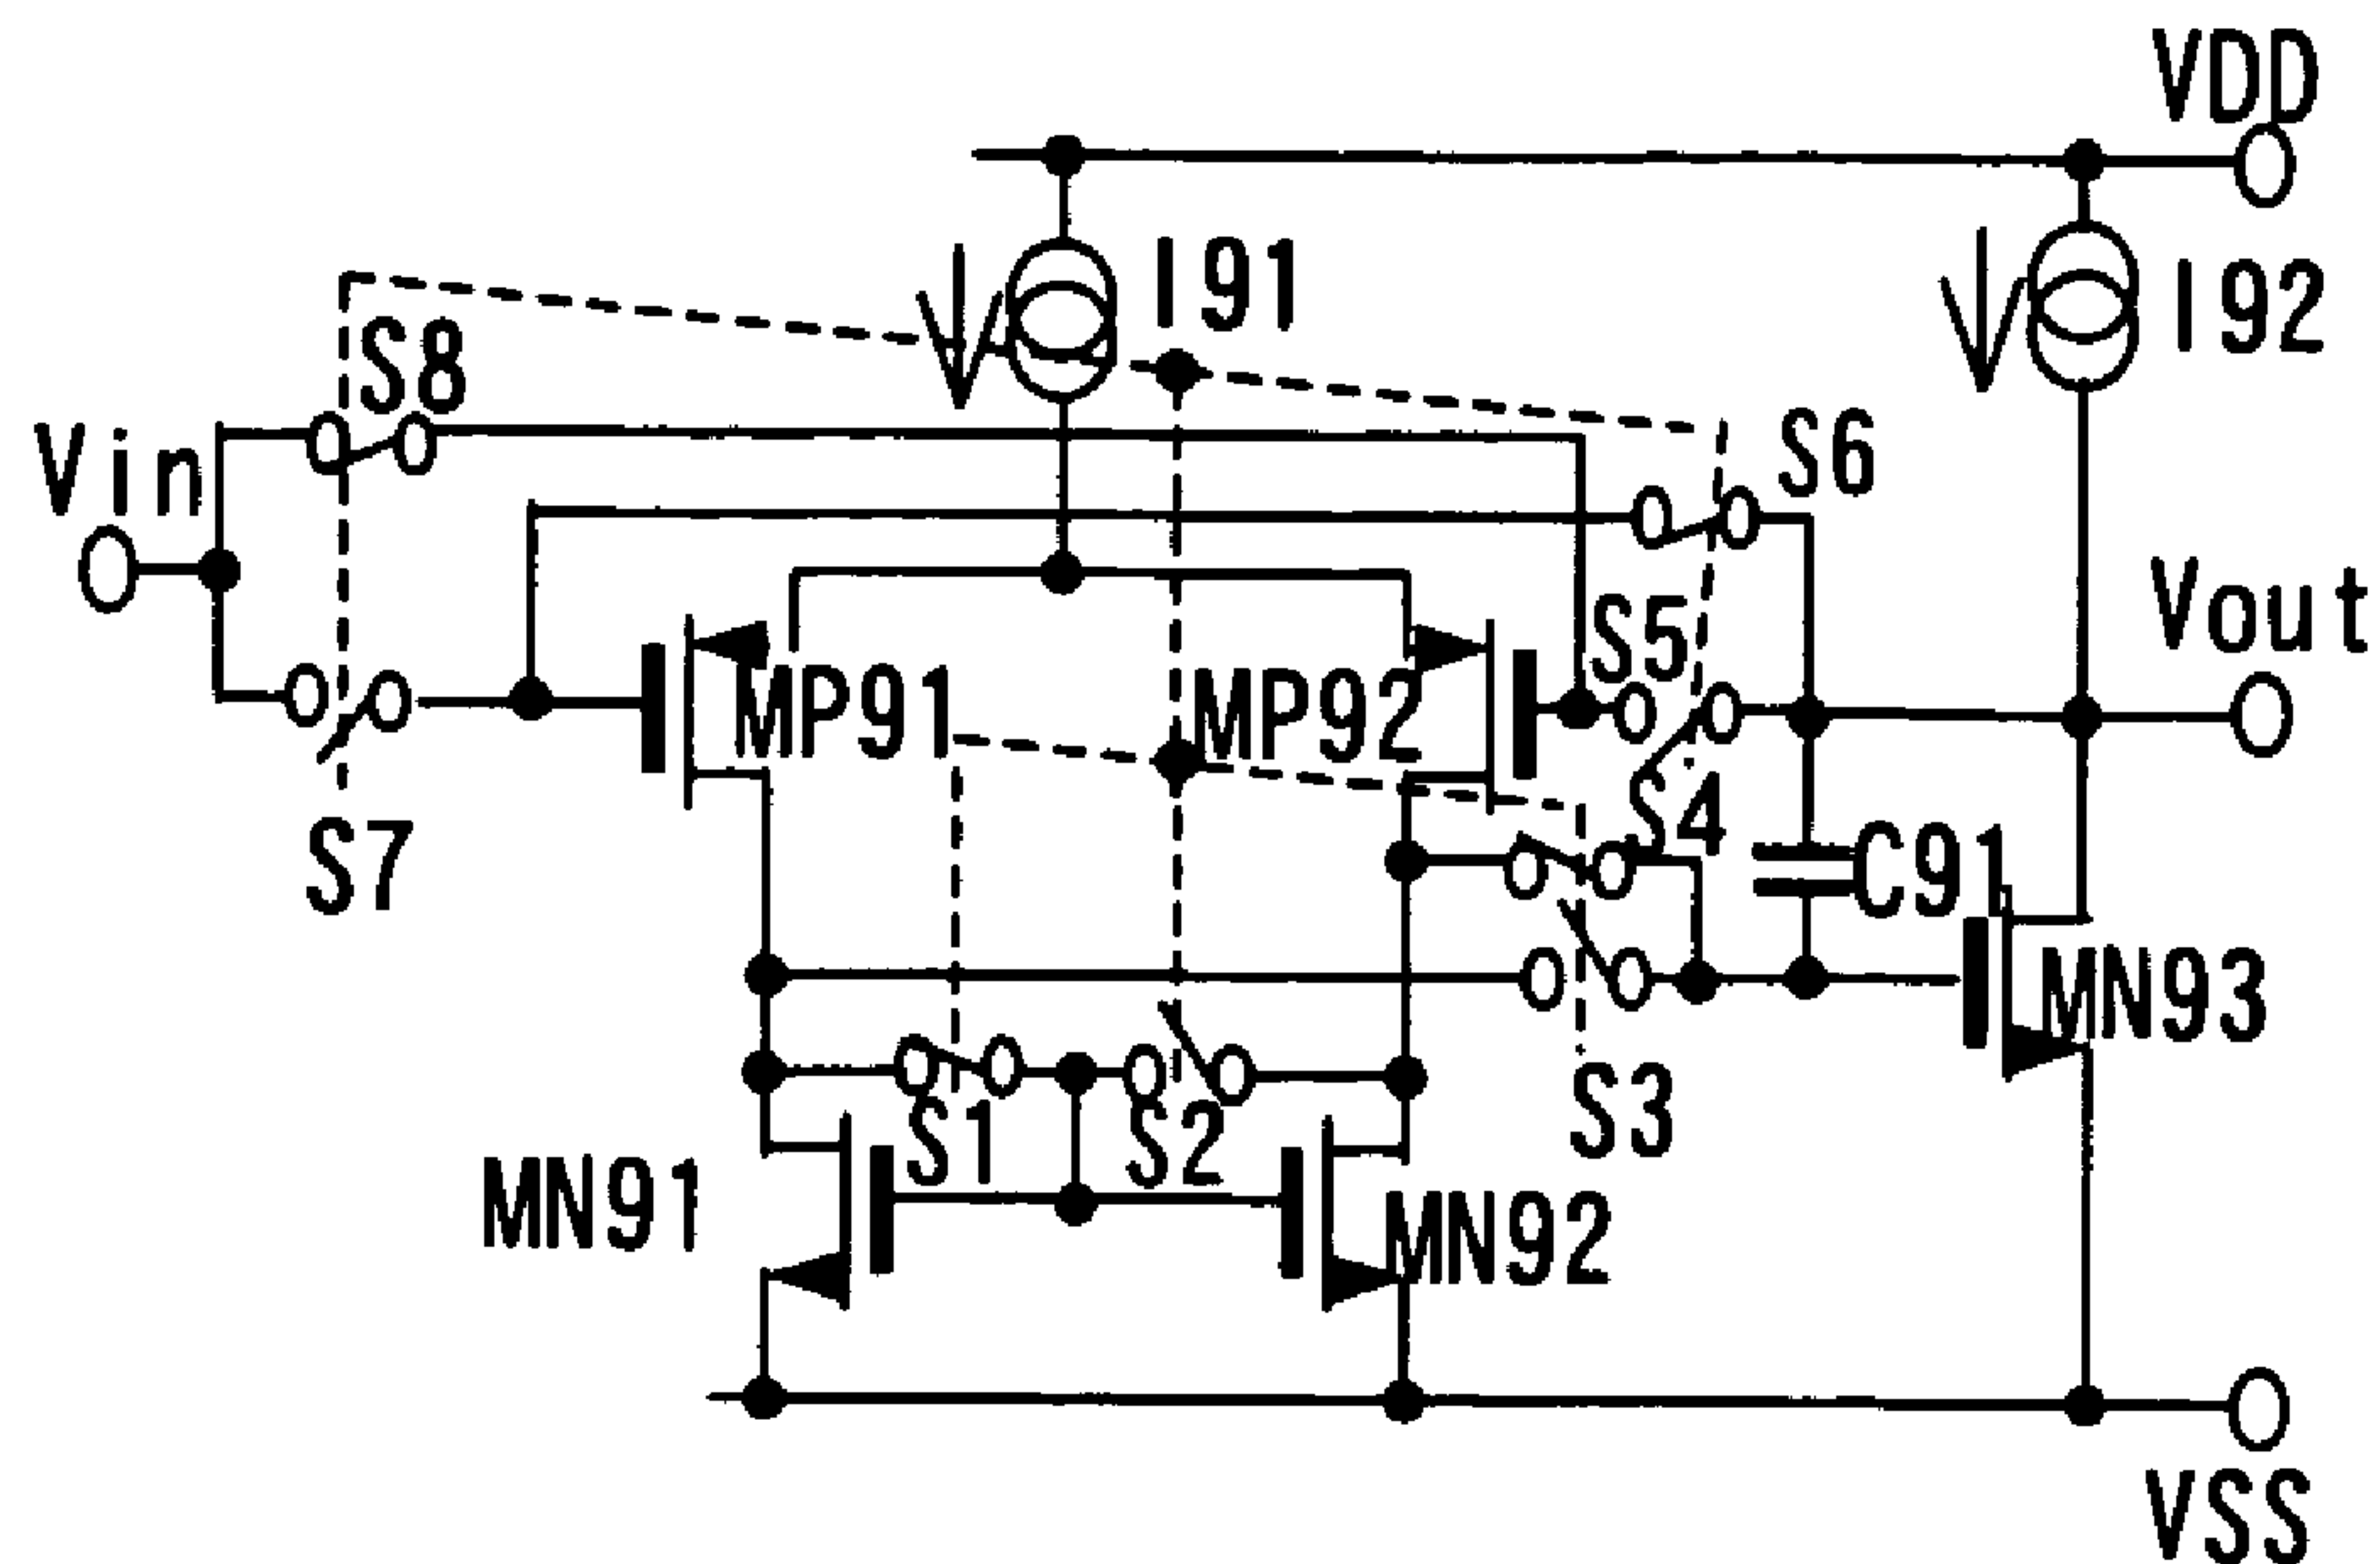 VDD
I91
I92
S8
Vin
S6
S5
Vout
MP91
MP92
S4
S7
C91
MN93
S3
S1
S2
MN91
MN92
VSS